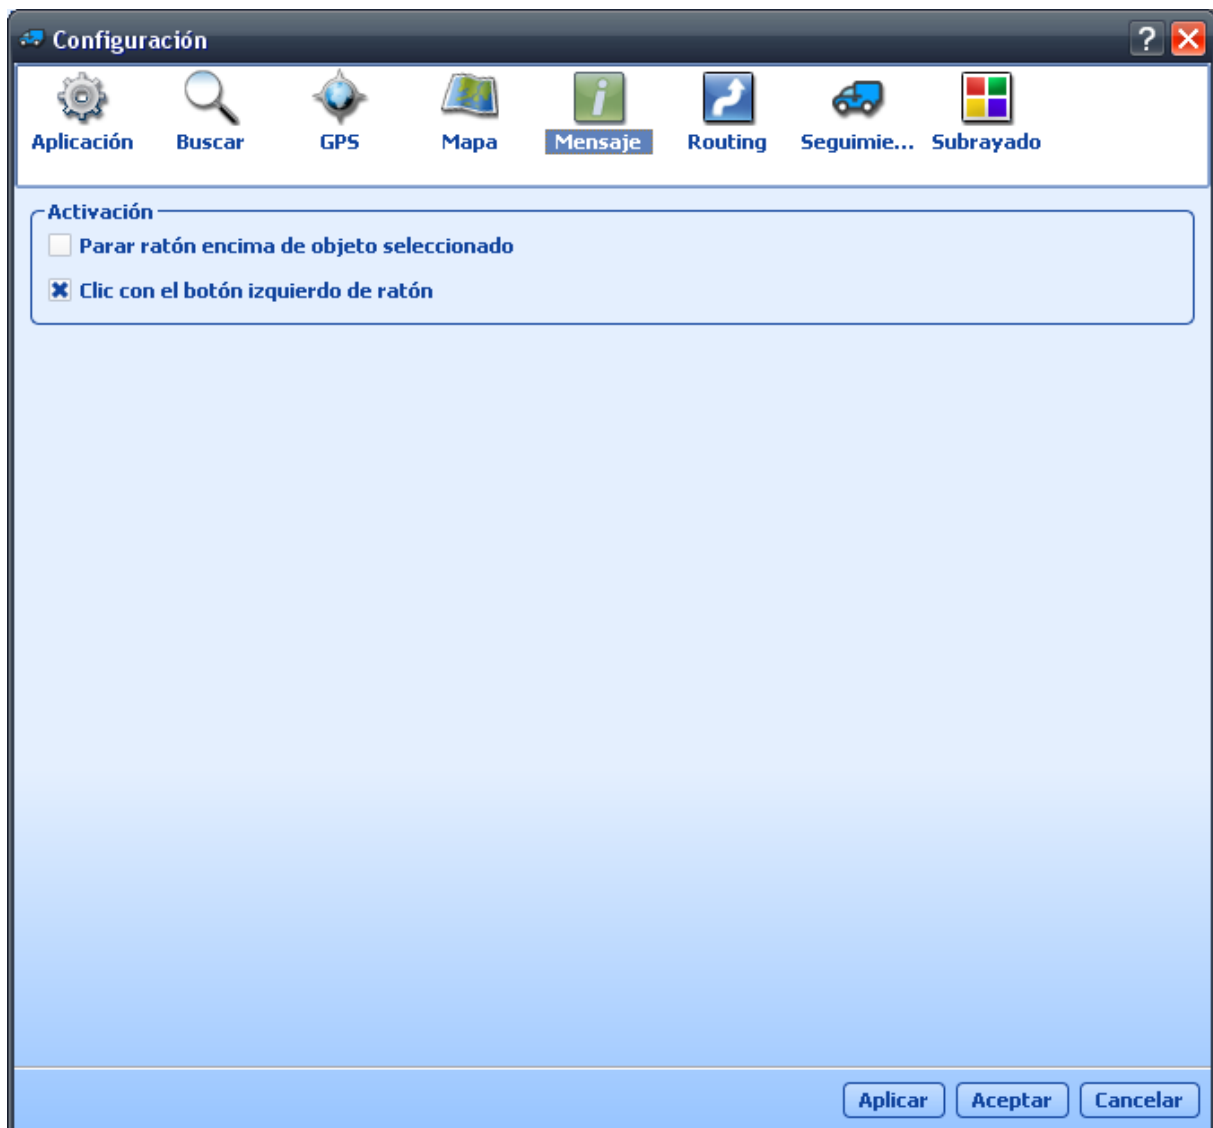 Configuración
Aplicación Buscar GPS Mapa Mensaje Routing Seguimie... Subrayado
Activación
Parar ratón encima de objeto seleccionado
Clic con el botón izquierdo de ratón
Aplicar Aceptar Cancelar